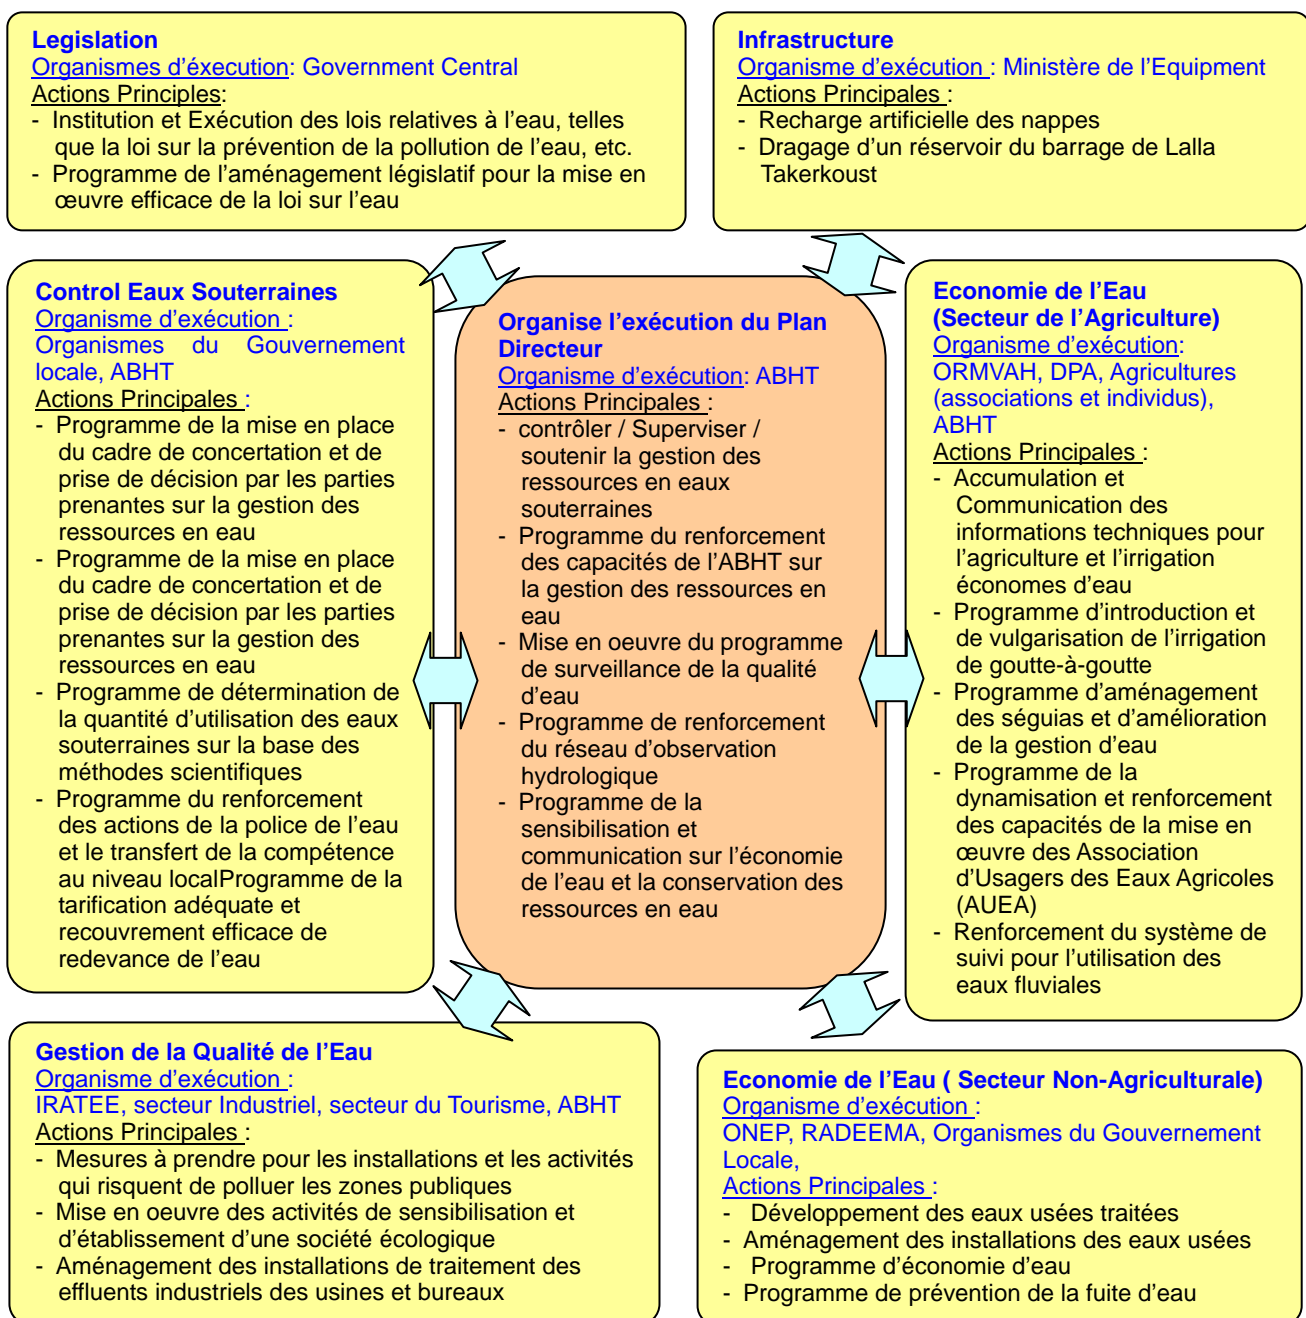 Legislation
Organismes d'éxecution: Government Central
Actions Principles:
- Institution et Exécution des lois relatives à l'eau, telles
que la loi sur la prévention de la pollution de l'eau, etc.
- Programme de l'aménagement législatif pour la mise en
œuvre efficace de la loi sur l'eau
Infrastructure
Organisme d'exécution : Ministère de l'Equipment
Actions Principales :
- Recharge artificielle des nappes
- Dragage d'un réservoir du barrage de Lalla
Takerkoust
Control Eaux Souterraines
Organisme d'exécution :
Organismes du Gouvernement
locale, ABHT
Actions Principales :
- Programme de la mise en place
du cadre de concertation et de
prise de décision par les parties
prenantes sur la gestion des
ressources en eau
- Programme de la mise en place
du cadre de concertation et de
prise de décision par les parties
prenantes sur la gestion des
ressources en eau
- Programme de détermination de
la quantité d'utilisation des eaux
souterraines sur la base des
méthodes scientifiques
- Programme du renforcement
des actions de la police de l'eau
et le transfert de la compétence
au niveau localProgramme de la
tarification adéquate et
recouvrement efficace de
redevance de l'eau
Organise l'exécution du Plan
Directeur
Organisme d'exécution: ABHT
Actions Principales :
- contrôler / Superviser /
soutenir la gestion des
ressources en eaux
souterraines
- Programme du renforcement
des capacités de l'ABHT sur
la gestion des ressources en
eau
- Mise en oeuvre du programme
de surveillance de la qualité
d'eau
- Programme de renforcement
du réseau d'observation
hydrologique
- Programme de la
sensibilisation et
communication sur l'économie
de l'eau et la conservation des
ressources en eau
Economie de l'Eau
(Secteur de l'Agriculture)
Organisme d'exécution:
ORMVAH, DPA, Agricultures
(associations et individus),
ABHT
Actions Principales :
- Accumulation et
Communication des
informations techniques pour
l'agriculture et l'irrigation
économes d'eau
- Programme d'introduction et
de vulgarisation de l'irrigation
de goutte-à-goutte
- Programme d'aménagement
des séguias et d'amélioration
de la gestion d'eau
- Programme de la
dynamisation et renforcement
des capacités de la mise en
œuvre des Association
d'Usagers des Eaux Agricoles
(AUEA)
- Renforcement du système de
suivi pour l'utilisation des
eaux fluviales
Gestion de la Qualité de l'Eau
Organisme d'exécution :
IRATEE, secteur Industriel, secteur du Tourisme, ABHT
Actions Principales :
- Mesures à prendre pour les installations et les activités
qui risquent de polluer les zones publiques
- Mise en oeuvre des activités de sensibilisation et
d'établissement d'une société écologique
- Aménagement des installations de traitement des
effluents industriels des usines et bureaux
Economie de l'Eau ( Secteur Non-Agriculturale)
Organisme d'exécution :
ONEP, RADEEMA, Organismes du Gouvernement
Locale,
Actions Principales :
- Développement des eaux usées traitées
- Aménagement des installations des eaux usées
- Programme d'économie d'eau
- Programme de prévention de la fuite d'eau